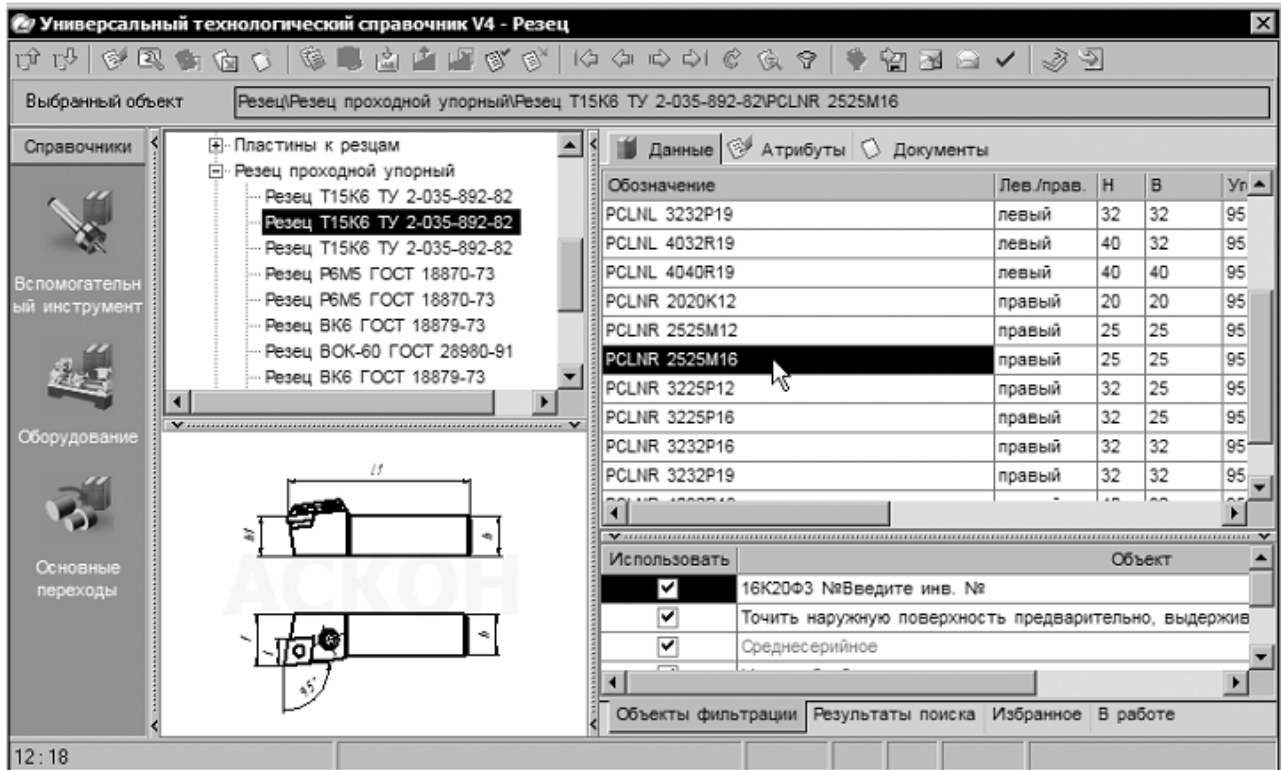 Универсальный технологический справочник V4 - Резец
Выбранный объект
Резец\Резец проходной упорный\Резец Т15К6 ТУ 2-035-892-82\PCLNR 2525M16
Справочники
Вспомогательн
ый инструмент
Оборудование
Основные
переходы
Пластины к резцам
Резец проходной упорный
Резец Т15К6 ТУ 2-035-892-82
Резец Т15К6 ТУ 2-035-892-82
Резец Т15К6 ТУ 2-035-892-82
Резец Р6М5 ГОСТ 18870-73
Резец Р6М5 ГОСТ 18870-73
Резец ВК6 ГОСТ 18879-73
Резец ВОК-60 ГОСТ 28980-91
Резец ВК6 ГОСТ 18879-73
l1
h1
h
АСКОН
95°
Данные Атрибуты Документы
Обозначение Лев./прав. H B
PCLNL 3232P19 левый 32 32 95
PCLNL 4032R19 левый 40 32 95
PCLNL 4040R19 левый 40 40 95
PCLNR 2020K12 правый 20 20 95
PCLNR 2525M12 правый 25 25 95
PCLNR 2525M16 правый 25 25 95
PCLNR 3225P12 правый 32 25 95
PCLNR 3225P16 правый 32 25 95
PCLNR 3232P16 правый 32 32 95
PCLNR 3232P19 правый 32 32 95
Использовать Объект
16К20Ф3 №Введите инв. №
Точить наружную поверхность предварительно, выдержив
Среднесерийное
Объекты фильтрации Результаты поиска Избранное В работе
12:18